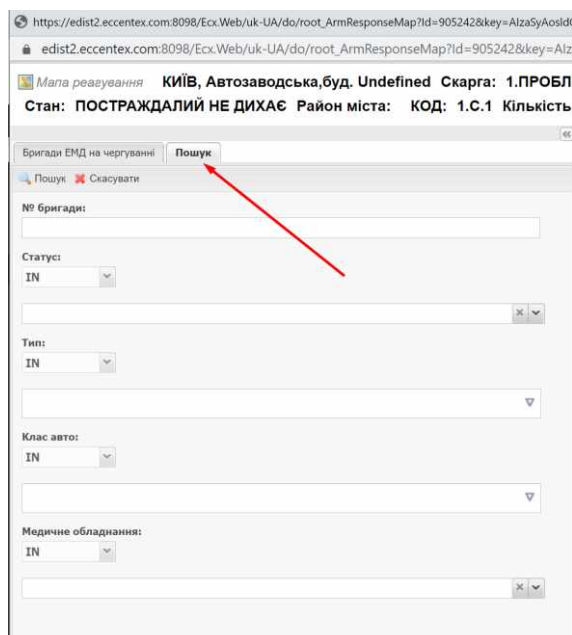 https://edist2.eccentex.com:8098/Ecx.Web/uk-UA/do/root_ArmResponseMap?Id=905242&key=AIzaSyAosId
edist2.eccentex.com:8098/Ecx.Web/uk-UA/do/root_ArmResponseMap?Id=905242&key=AIz
Мапа реагування КИЇВ, Автозаводська,буд. Undefined Скарга: 1.ПРОБЛ
Стан: ПОСТРАЖДАЛИЙ НЕ ДИХАЄ Район міста: КОД: 1.С.1 Кількість
Бригади ЕМД на чергуванні Пошук
Пошук Скасувати
№ бригади:
Статус:
IN
Тип:
IN
Клас авто:
IN
Медичне обладнання:
IN